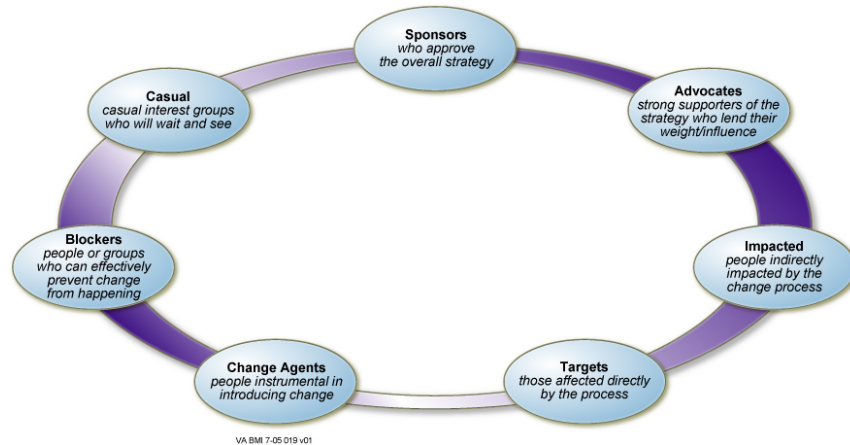 Sponsors
who approve
the overall strategy
Advocates
strong supporters of the
strategy who lend their
weight/influence
Impacted
people indirectly
impacted by the
change process
Targets
those affected directly
by the process
Change Agents
people instrumental in
introducing change
Blockers
people or groups
who can effectively
prevent change
from happening
Casual
casual interest groups
who will wait and see
VA BMI 7-05 019 v01